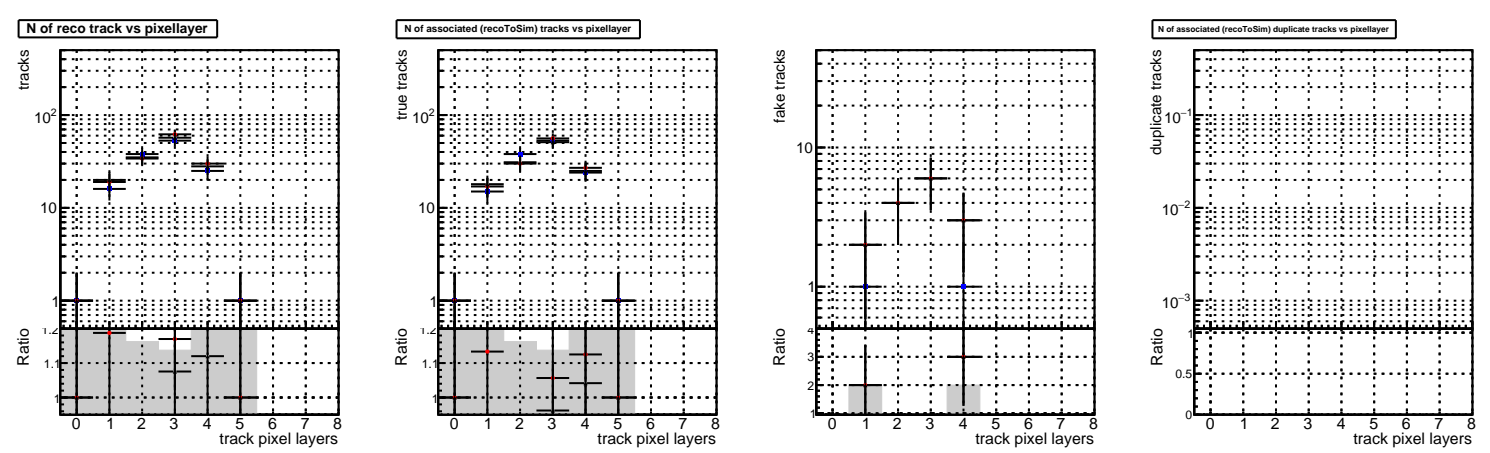 N of reco track vs pixellayer
tracks
10²
10
1
Ratio
1.2
1.1
1
0 1 2 3 4 5 6 7 8
track pixel layers
N of associated (recoToSim) tracks vs pixellayer
true tracks
10²
10
1
Ratio
1.2
1.1
1
0 1 2 3 4 5 6 7 8
track pixel layers
fake tracks
10
1
Ratio
4
3
2
1
0 1 2 3 4 5 6 7 8
track pixel layers
N of associated (recoToSim) duplicate tracks vs pixellayer
duplicate tracks
10⁻¹
10⁻²
10⁻³
Ratio
1
0.5
0
0 1 2 3 4 5 6 7 8
track pixel layers